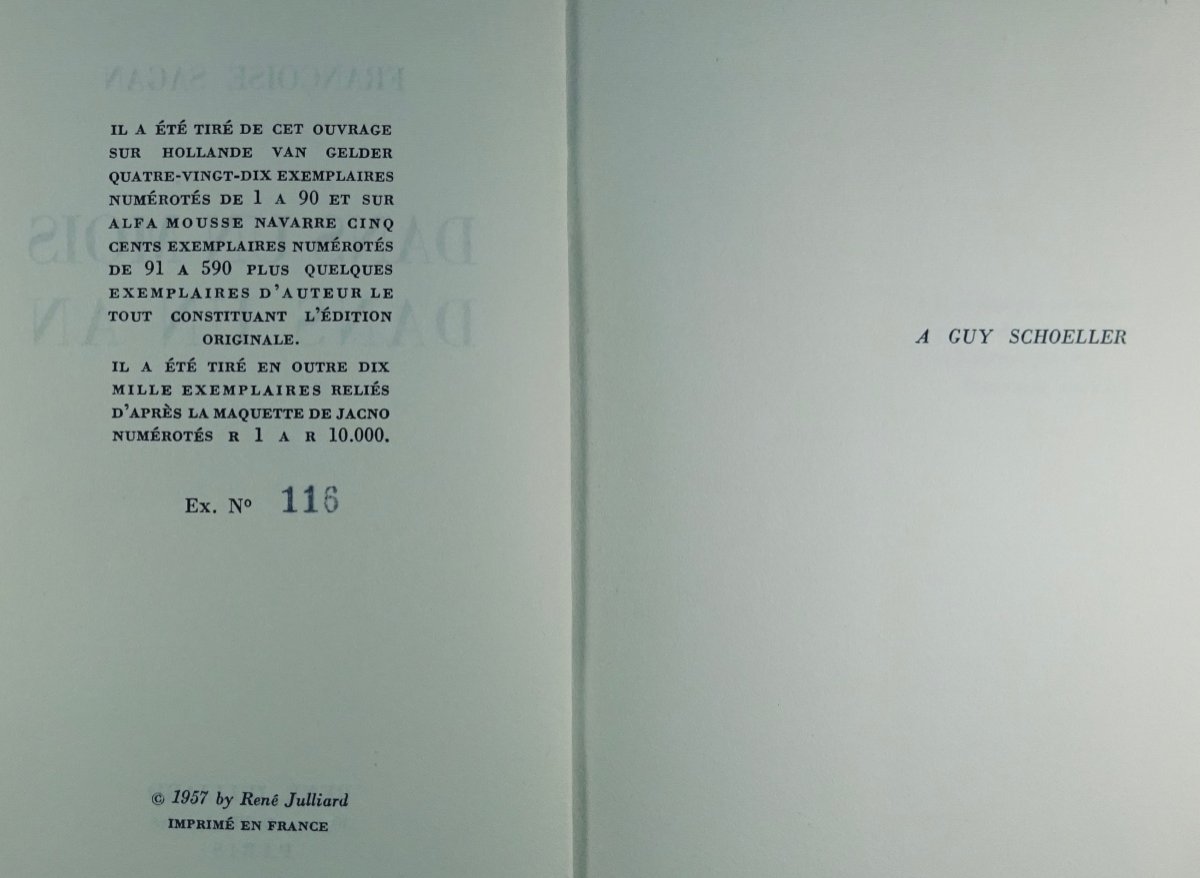 IL A ÉTÉ TIRÉ DE CET OUVRAGE
SUR HOLLANDE VAN GELDER
QUATRE-VINGT-DIX EXEMPLAIRES
NUMÉROTÉS DE 1 A 90 ET SUR
ALFA MOUSSE NAVARRE CINQ
CENTS EXEMPLAIRES NUMÉROTÉS
DE 91 A 590 PLUS QUELQUES
EXEMPLAIRES D'AUTEUR LE
TOUT CONSTITUANT L'ÉDITION
ORIGINALE.
IL A ÉTÉ TIRÉ EN OUTRE DIX
MILLE EXEMPLAIRES RELIÉS
D'APRÈS LA MAQUETTE DE JACNO
NUMÉROTÉS R 1 A R 10.000.
Ex. Nº 116
© 1957 by René Julliard
IMPRIMÉ EN FRANCE
A GUY SCHOELLER